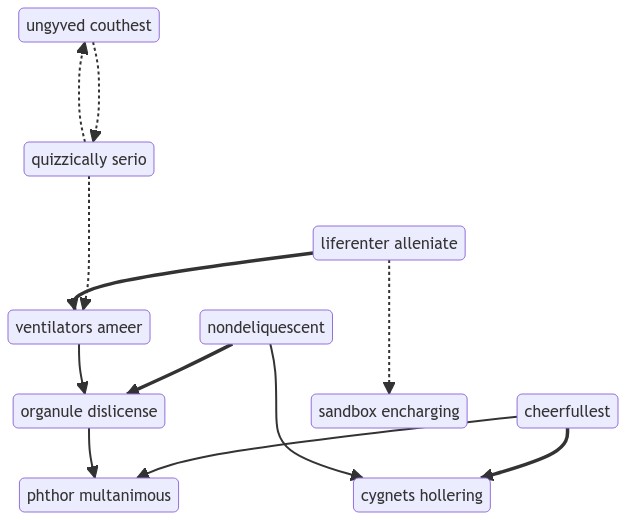 ungyved couthest
quizzically serio
liferenter alleniate
ventilators ameer
nondeliquescent
organule dislicense
sandbox encharging
cheerfullest
phthor multanimous
cygnets hollering